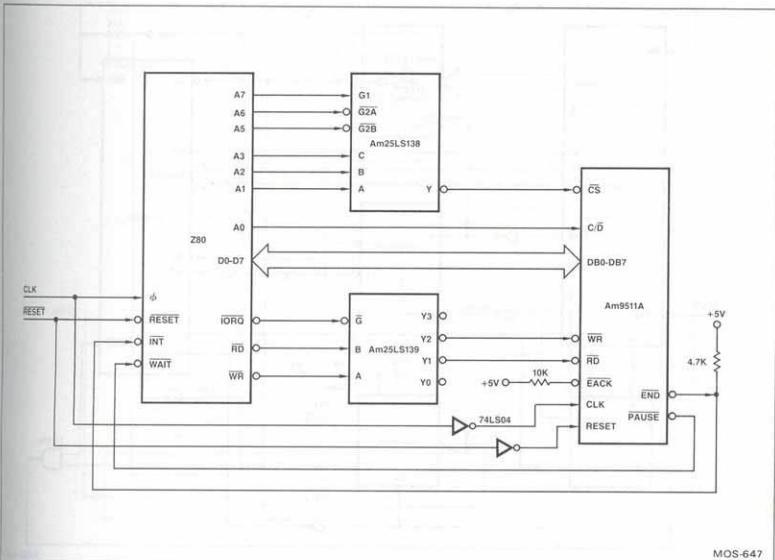 A7
A6
A5
A3
A2
A1
A0
D0-D7
Z80
ϕ
RESET
INT
WAIT
IORQ
RD
WR
CLK
RESET
G1
G2A
G2B
Am25LS138
C
B
A
Y
G
B
A
Am25LS139
Y3
Y2
Y1
Y0
CS
C/D
DB0-DB7
Am9511A
WR
RD
EACK
CLK
RESET
END
PAUSE
+5V
10K
+5V
4.7K
74LS04
MOS-647